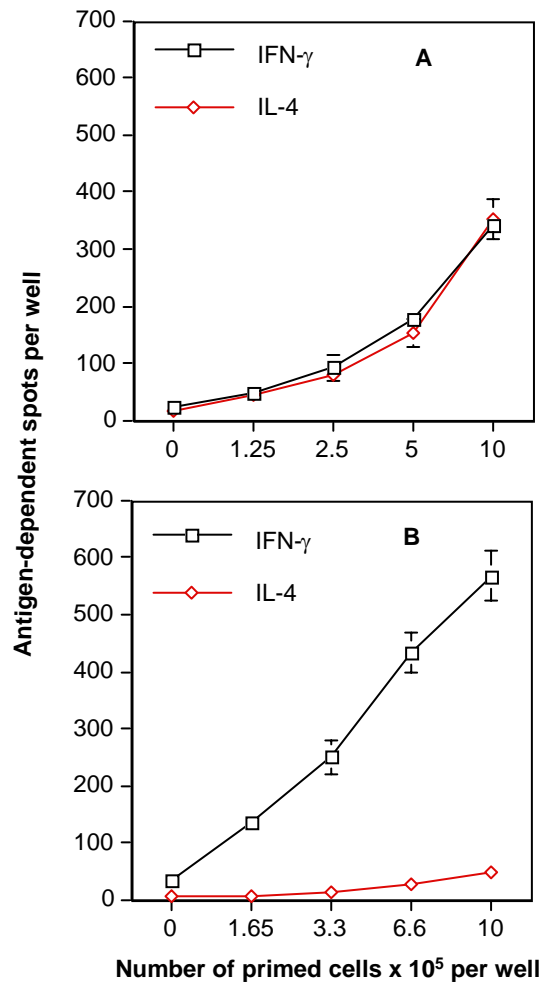 Antigen-dependent spots per well
700
600
500
400
300
200
100
0
IFN-γ
IL-4
A
0 1.25 2.5 5 10
700
600
500
400
300
200
100
0
IFN-γ
IL-4
B
0 1.65 3.3 6.6 10
Number of primed cells x 10⁵ per well